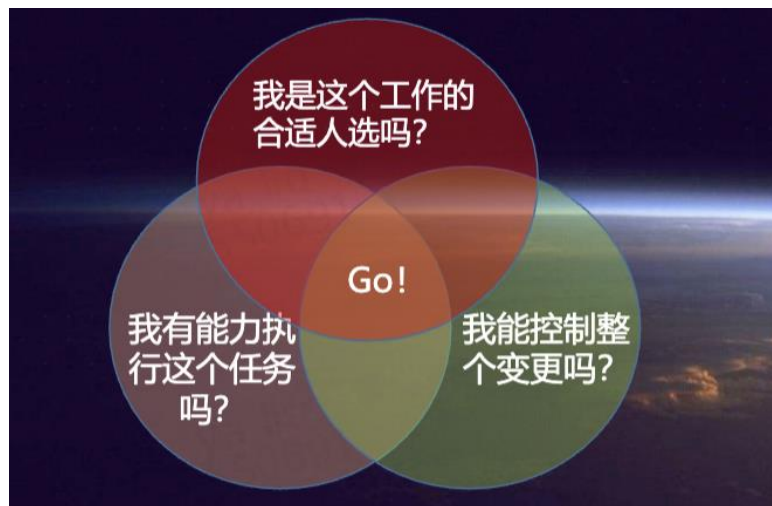 我是这个工作的
合适人选吗？
Go!
我有能力执
行这个任务
吗？
我能控制整
个变更吗？